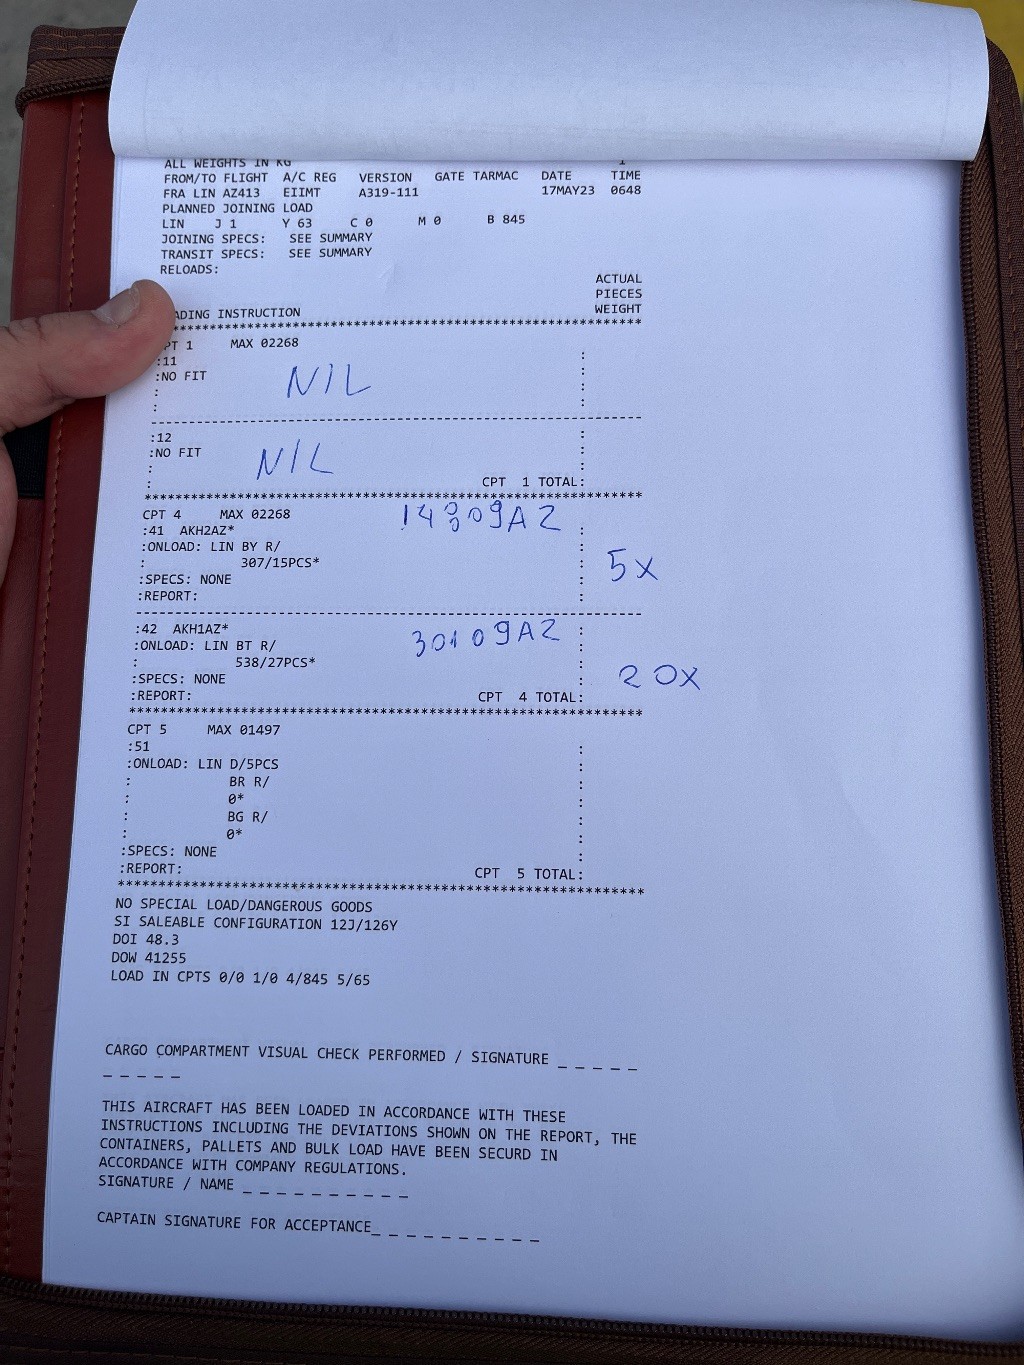 ALL WEIGHTS IN KG 1
FROM/TO FLIGHT A/C REG VERSION GATE TARMAC DATE TIME
FRA LIN AZ413 EIIMT A319-111 17MAY23 0648
PLANNED JOINING LOAD
LIN J 1 Y 63 C 0 M 0 B 845
JOINING SPECS: SEE SUMMARY
TRANSIT SPECS: SEE SUMMARY
RELOADS:
ACTUAL
PIECES
ADING INSTRUCTION WEIGHT
**************************************************************
PT 1 MAX 02268
:11 :
:NO FIT NIL :
: :
: :
--------------------------------------------------------------
:12 :
:NO FIT NIL :
: :
: CPT 1 TOTAL:
**************************************************************
CPT 4 MAX 02268
:41 AKH2AZ* :
:ONLOAD: LIN BY R/ :
: 307/15PCS* : 5X
:SPECS: NONE :
:REPORT: :
--------------------------------------------------------------
:42 AKH1AZ* 30109AZ :
:ONLOAD: LIN BT R/ :
: 538/27PCS* :
:SPECS: NONE : 20X
:REPORT: CPT 4 TOTAL:
**************************************************************
CPT 5 MAX 01497
:51 :
:ONLOAD: LIN D/5PCS :
: BR R/ :
: 0* :
: BG R/ :
: 0* :
:SPECS: NONE :
:REPORT: CPT 5 TOTAL:
**************************************************************
NO SPECIAL LOAD/DANGEROUS GOODS
SI SALEABLE CONFIGURATION 12J/126Y
DOI 48.3
DOW 41255
LOAD IN CPTS 0/0 1/0 4/845 5/65
CARGO COMPARTMENT VISUAL CHECK PERFORMED / SIGNATURE _ _ _ _ _
_ _ _ _ _
THIS AIRCRAFT HAS BEEN LOADED IN ACCORDANCE WITH THESE
INSTRUCTIONS INCLUDING THE DEVIATIONS SHOWN ON THE REPORT, THE
CONTAINERS, PALLETS AND BULK LOAD HAVE BEEN SECURD IN
ACCORDANCE WITH COMPANY REGULATIONS.
SIGNATURE / NAME _ _ _ _ _ _ _ _ _ _
CAPTAIN SIGNATURE FOR ACCEPTANCE_ _ _ _ _ _ _ _ _ _